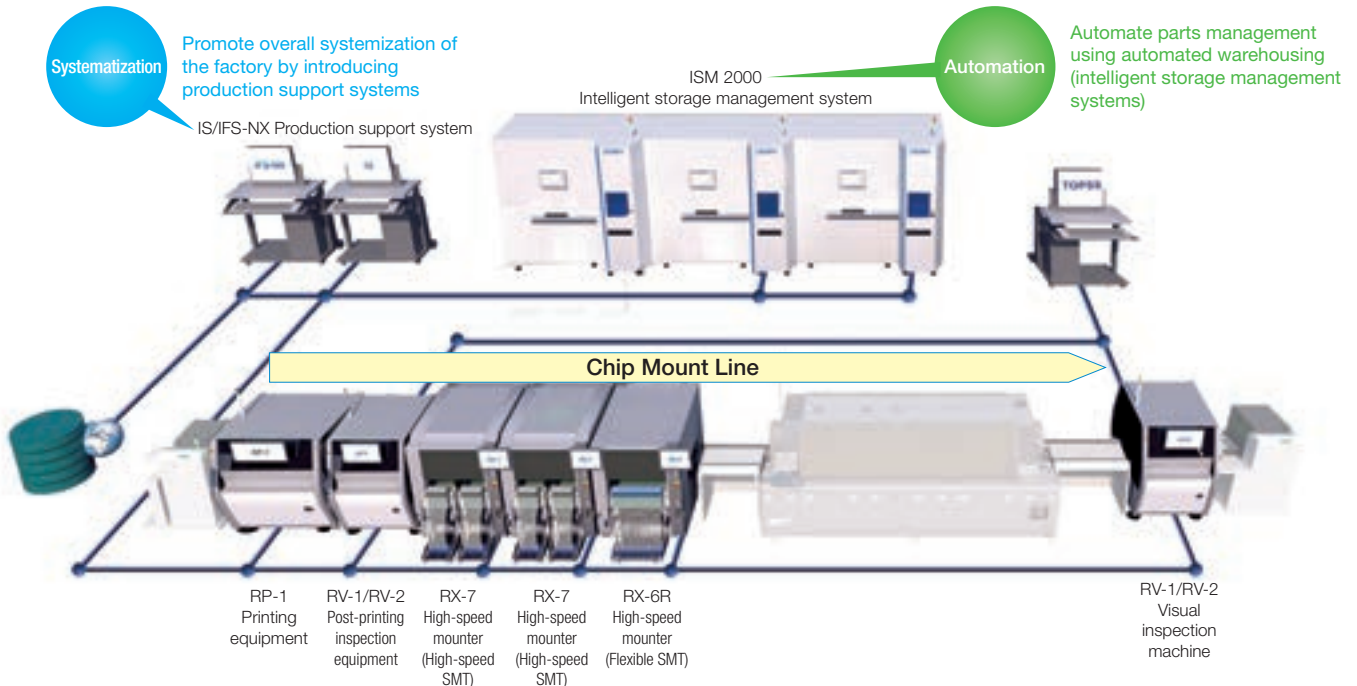 Systematization
Promote overall systemization of
the factory by introducing
production support systems
IS/IFS-NX Production support system
ISM 2000
Intelligent storage management system
Automation
Automate parts management
using automated warehousing
(intelligent storage management
systems)
IS
TOPSS
Chip Mount Line
RP-1
Printing
equipment
RV-1/RV-2
Post-printing
inspection
equipment
RX-7
High-speed
mounter
(High-speed
SMT)
RX-7
High-speed
mounter
(High-speed
SMT)
RX-6R
High-speed
mounter
(Flexible SMT)
RV-1/RV-2
Visual
inspection
machine